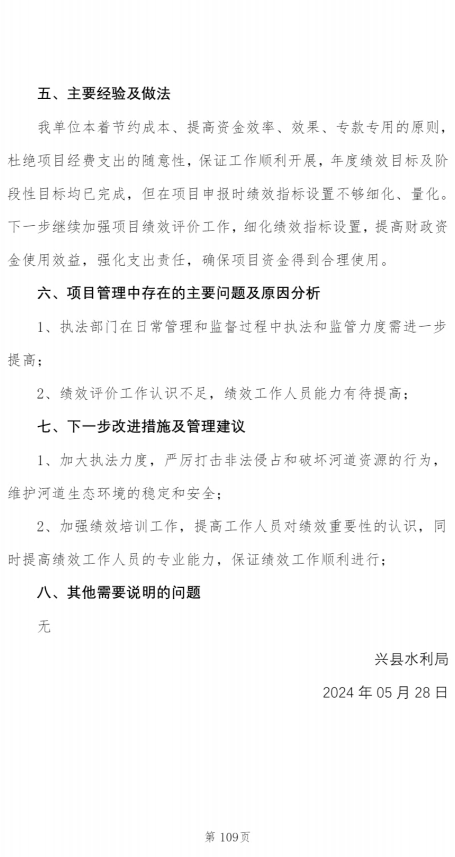 五、主要经验及做法
我单位本着节约成本、提高资金效率、效果、专款专用的原则，
杜绝项目经费支出的随意性，保证工作顺利开展，年度绩效目标及阶
段性目标均已完成，但在项目申报时绩效指标设置不够细化、量化。
下一步继续加强项目绩效评价工作，细化绩效指标设置，提高财政资
金使用效益，强化支出责任，确保项目资金得到合理使用。
六、项目管理中存在的主要问题及原因分析
1、执法部门在日常管理和监督过程中执法和监管力度需进一步
提高；
2、绩效评价工作认识不足，绩效工作人员能力有待提高；
七、下一步改进措施及管理建议
1、加大执法力度，严厉打击非法侵占和破坏河道资源的行为，
维护河道生态环境的稳定和安全；
2、加强绩效培训工作，提高工作人员对绩效重要性的认识，同
时提高绩效工作人员的专业能力，保证绩效工作顺利进行；
八、其他需要说明的问题
无
兴县水利局
2024 年 05 月 28 日
第 109页